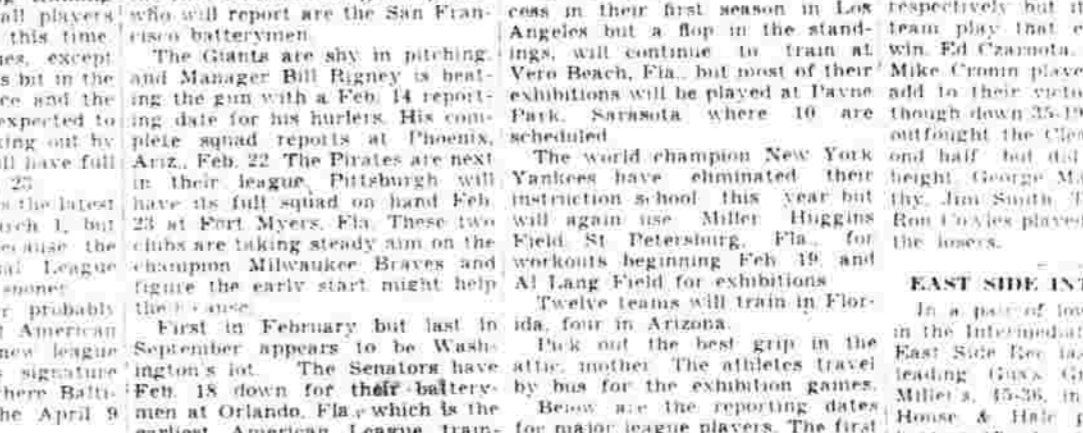 all players
this time
es, except
s but in the
ce and the
expected to
ing out by
ll have full
23
s the latest
rch 1, but
ecause the
al League
sooner
r probably
t American
new league
signature
here Balti-
he April 9
who will report are the San Fran-
cisco batterymen.
The Giants are shy in pitching
and Manager Bill Rigney is beat-
ing the gun with a Feb. 14 report-
ing date for his hurlers. His com-
plete squad reports at Phoenix,
Ariz., Feb. 22 The Pirates are next
in their league. Pittsburgh will
have its full squad on hand Feb.
23 at Fort Myers, Fla. These two
clubs are taking steady aim on the
champion Milwaukee Braves and
figure the early start might help
the cause.
First in February but last in
September appears to be Wash-
ington's lot. The Senators have
Feb. 18 down for their battery-
men at Orlando, Fla., which is the
earliest American League train-
cess in their first season in Los
Angeles but a flop in the stand-
ings, will continue to train at
Vero Beach, Fla., but most of their
exhibitions will be played at Payne
Park, Sarasota where 10 are
scheduled
The world champion New York
Yankees have eliminated their
instruction school this year but
will again use Miller Huggins
Field, St Petersburg, Fla., for
workouts beginning Feb 19, and
Al Lang Field for exhibitions
Twelve teams will train in Flor-
ida, four in Arizona.
Pick out the best grip in the
attic, mother The athletes travel
by bus for the exhibition games.
Below are the reporting dates
for major league players. The first
respectively but it
team play that
win. Ed Czarnota,
Mike Cronin playe
add to their victo
though down 35-19
outfought the Cle
ond half but did
height. George Ma
thy, Jim Smith, T
Ron Cowles played
the losers.
EAST SIDE INT
In a pair of
in the Intermediat
East Side Rec
leading
Millers, 45-36, in
House & Hale